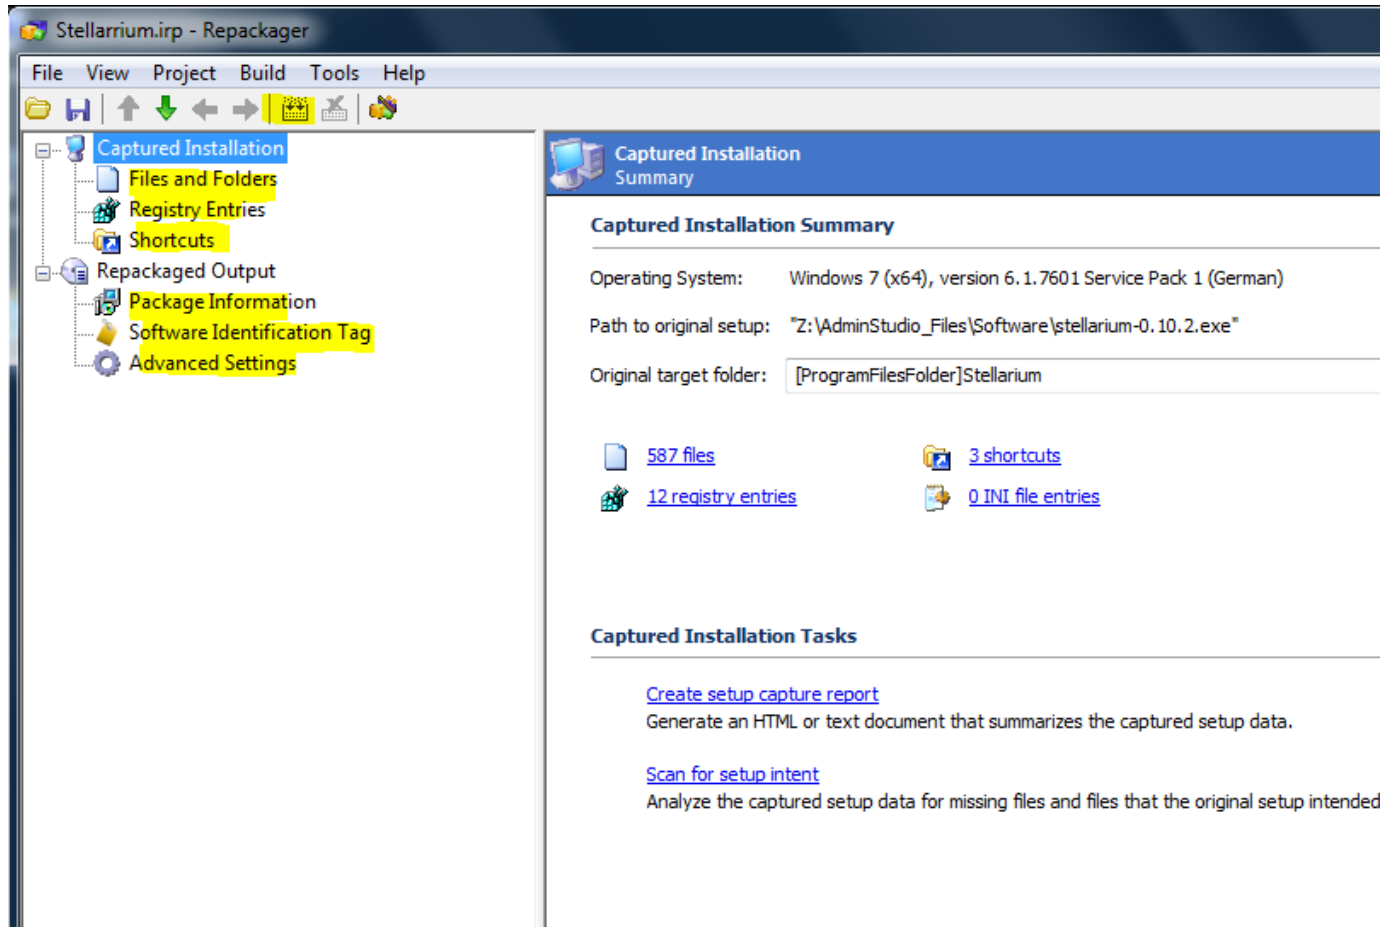 Stellarrium.irp - Repackager
File View Project Build Tools Help
Captured Installation
Files and Folders
Registry Entries
Shortcuts
Repackaged Output
Package Information
Software Identification Tag
Advanced Settings
Captured Installation
Summary
Captured Installation Summary
Operating System: Windows 7 (x64), version 6.1.7601 Service Pack 1 (German)
Path to original setup: "Z:\AdminStudio_Files\Software\stellarium-0.10.2.exe"
Original target folder: [ProgramFilesFolder]Stellarium
587 files 3 shortcuts
12 registry entries 0 INI file entries
Captured Installation Tasks
Create setup capture report
Generate an HTML or text document that summarizes the captured setup data.
Scan for setup intent
Analyze the captured setup data for missing files and files that the original setup intended